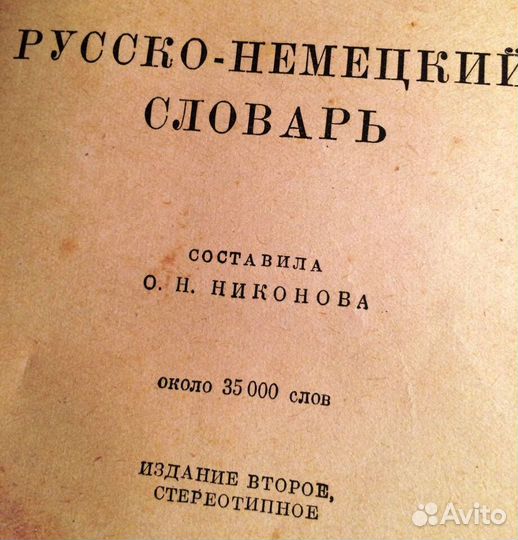 РУССКО-НЕМЕЦКИЙ
СЛОВАРЬ
СОСТАВИЛА
О. Н. НИКОНОВА
около 35 000 слов
ИЗДАНИЕ ВТОРОЕ,
СТЕРЕОТИПНОЕ
Avito